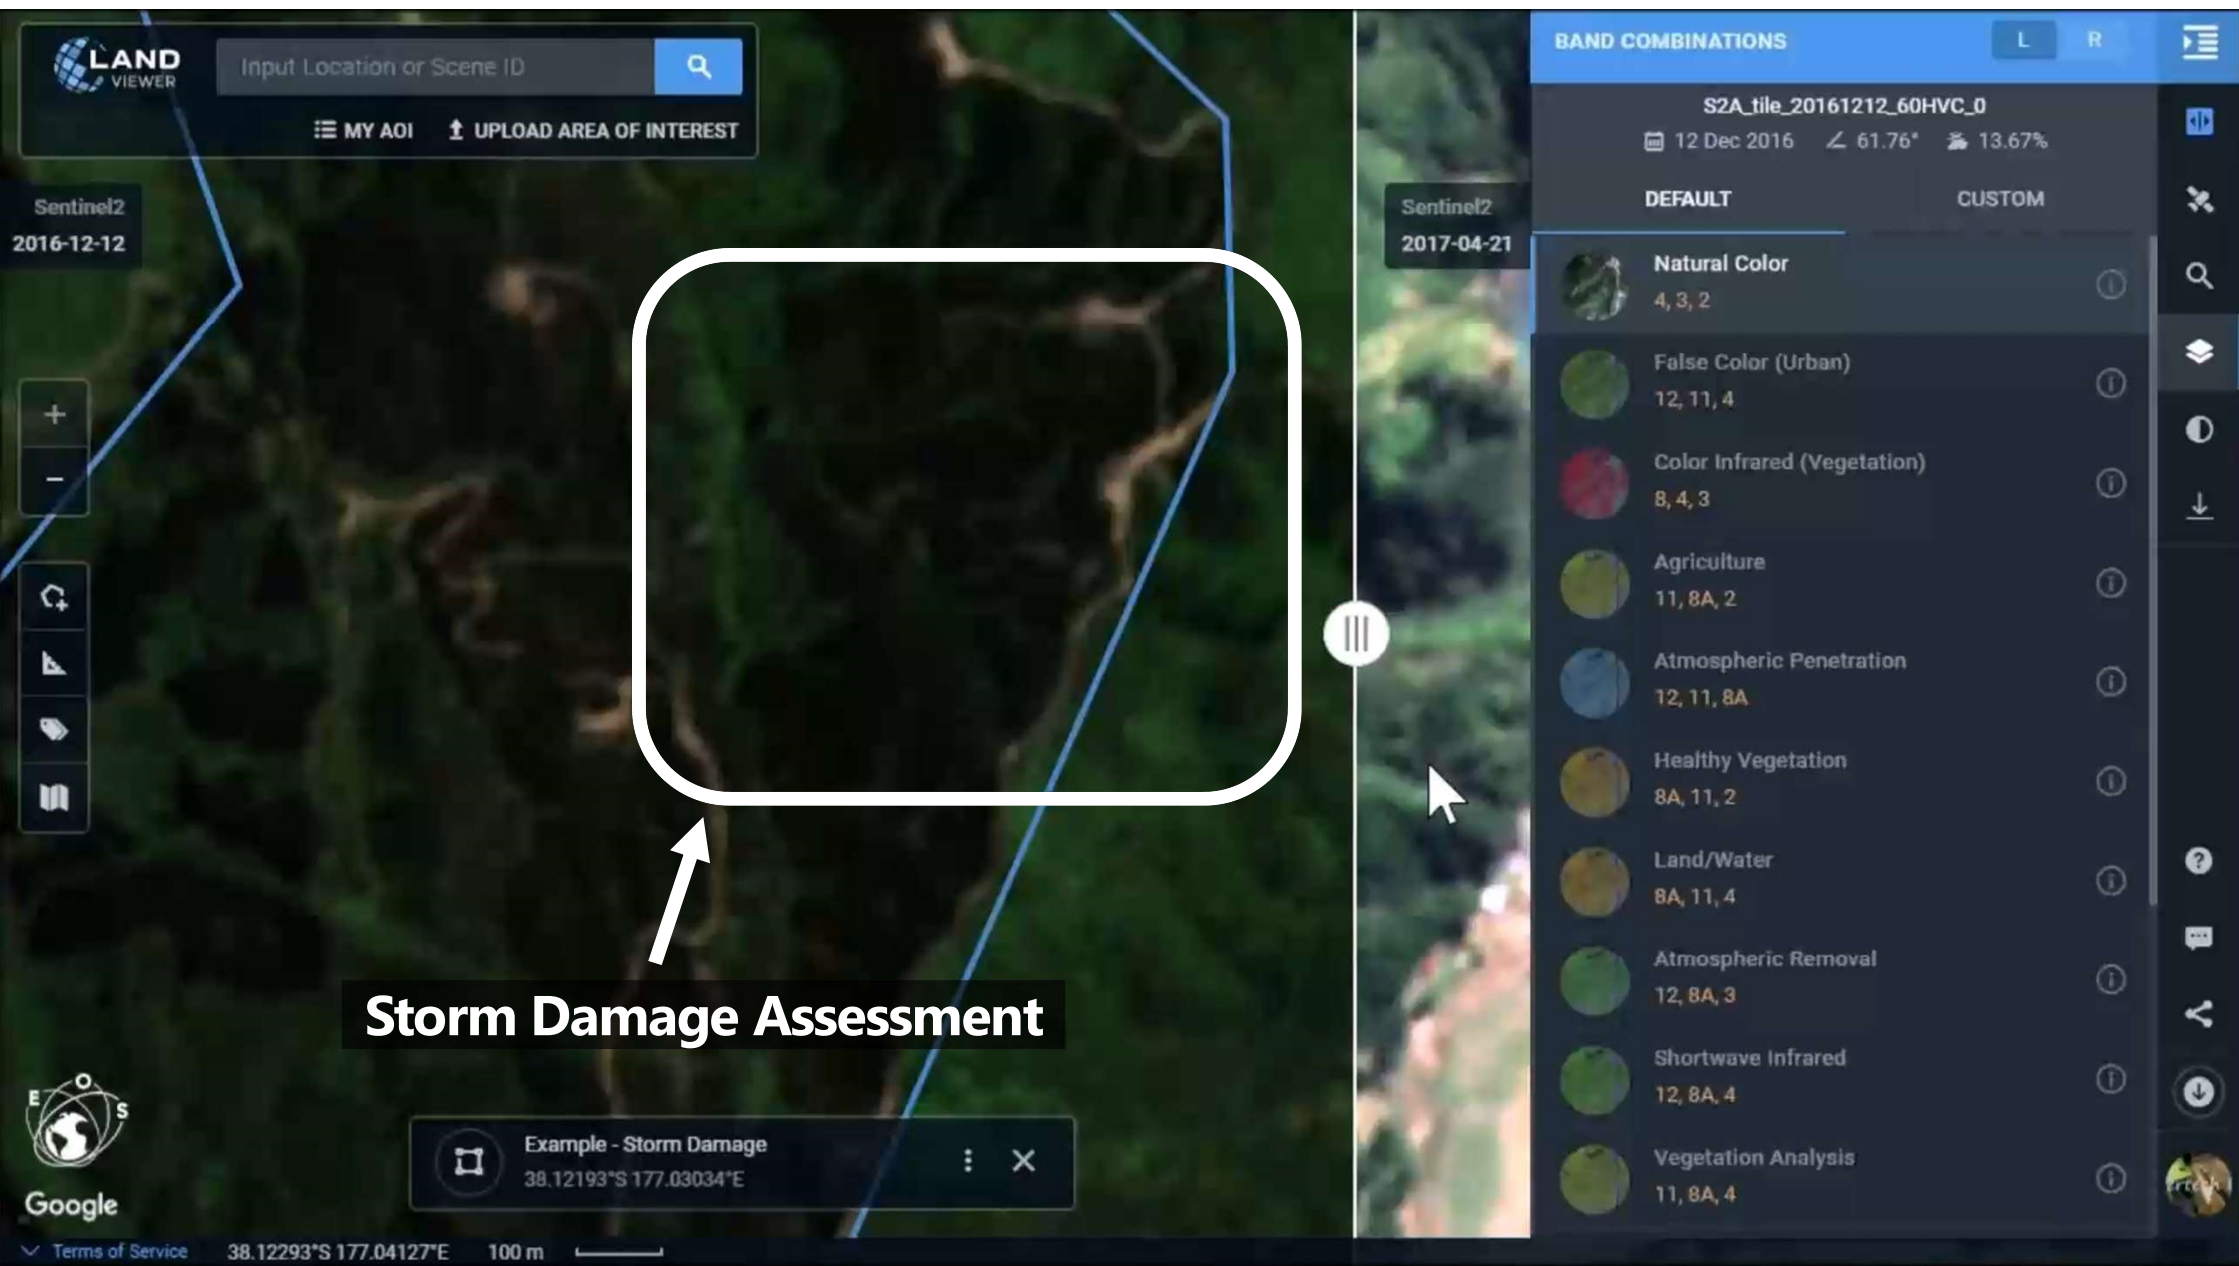 LAND
VIEWER
Input Location or Scene ID
MY AOI
UPLOAD AREA OF INTEREST
Sentinel2
2016-12-12
Sentinel2
2017-04-21
BAND COMBINATIONS
L
R
S2A_tile_20161212_60HVC_0
12 Dec 2016
61.76°
13.67%
DEFAULT
CUSTOM
Natural Color
4, 3, 2
False Color (Urban)
12, 11, 4
Color Infrared (Vegetation)
8, 4, 3
Agriculture
11, 8A, 2
Atmospheric Penetration
12, 11, 8A
Healthy Vegetation
8A, 11, 2
Land/Water
8A, 11, 4
Atmospheric Removal
12, 8A, 3
Shortwave Infrared
12, 8A, 4
Vegetation Analysis
11, 8A, 4
Storm Damage Assessment
E O S
Google
Example - Storm Damage
38.12193°S 177.03034°E
Terms of Service
38.12293°S 177.04127°E
100 m